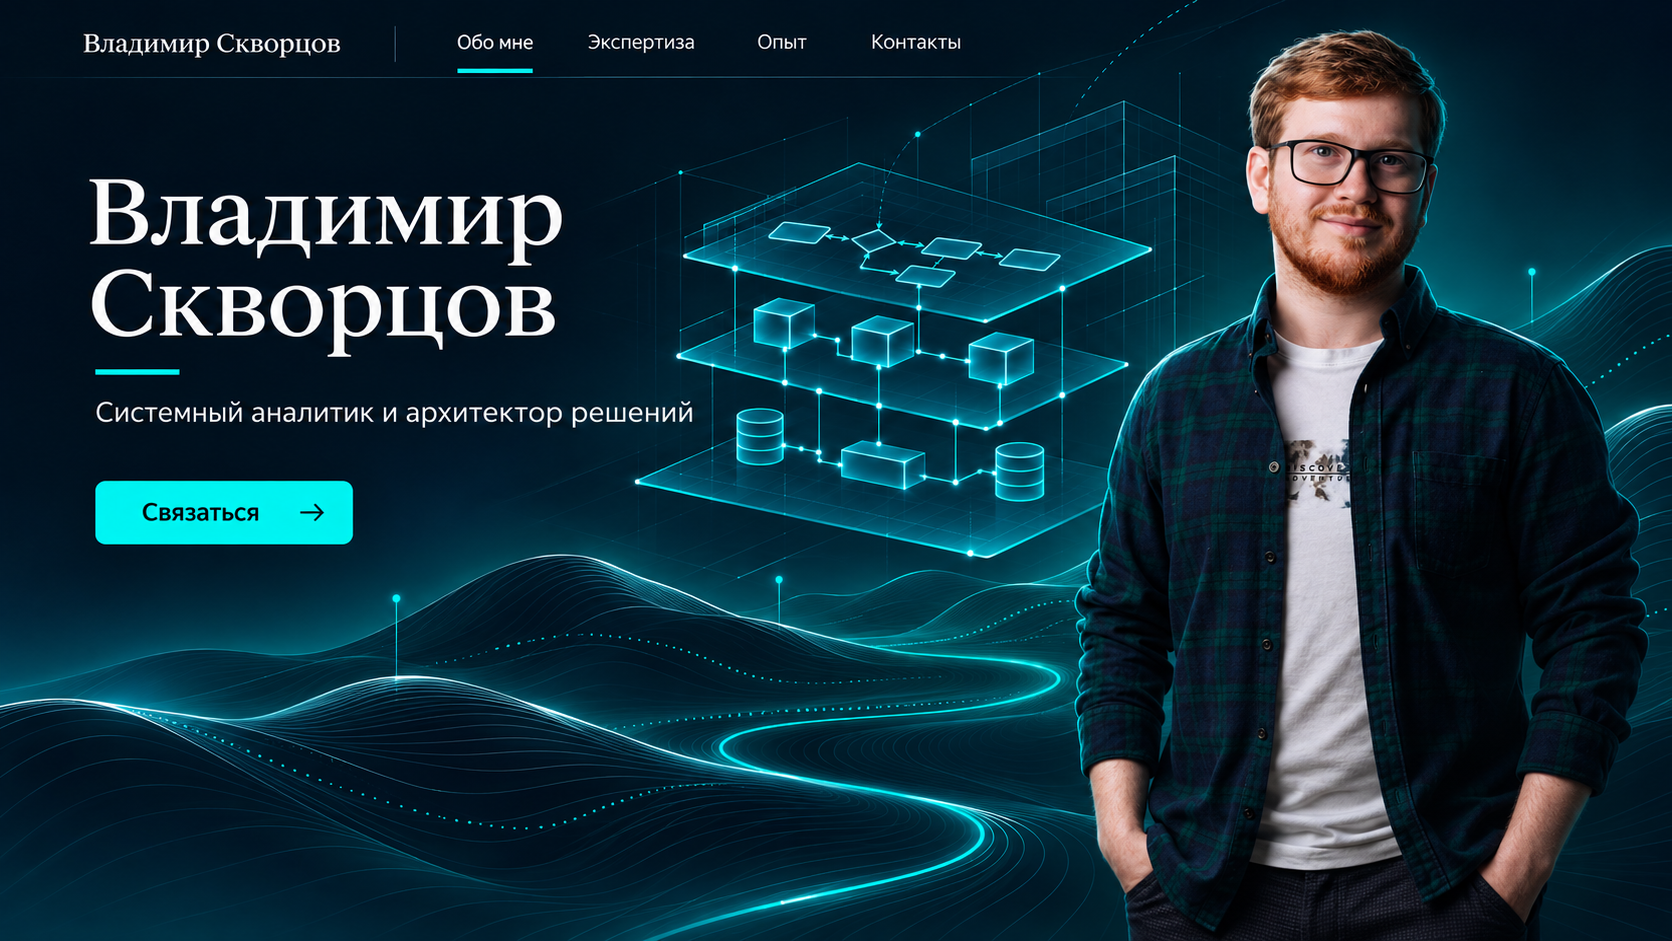 Владимир Скворцов
Обо мне
Экспертиза
Опыт
Контакты
Владимир
Скворцов
Системный аналитик и архитектор решений
Связаться